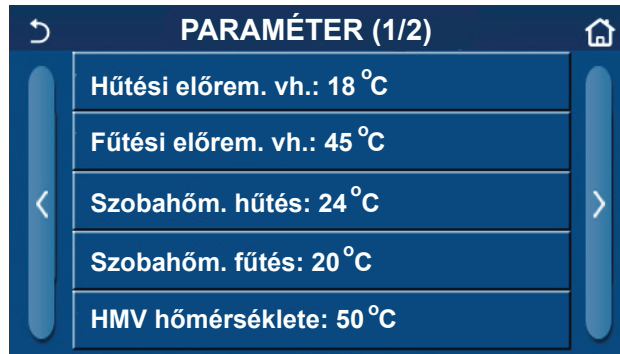 PARAMÉTER (1/2)
Hűtési előrem. vh.: 18 °C
Fűtési előrem. vh.: 45 °C
Szobahőm. hűtés: 24 °C
Szobahőm. fűtés: 20 °C
HMV hőmérséklete: 50 °C